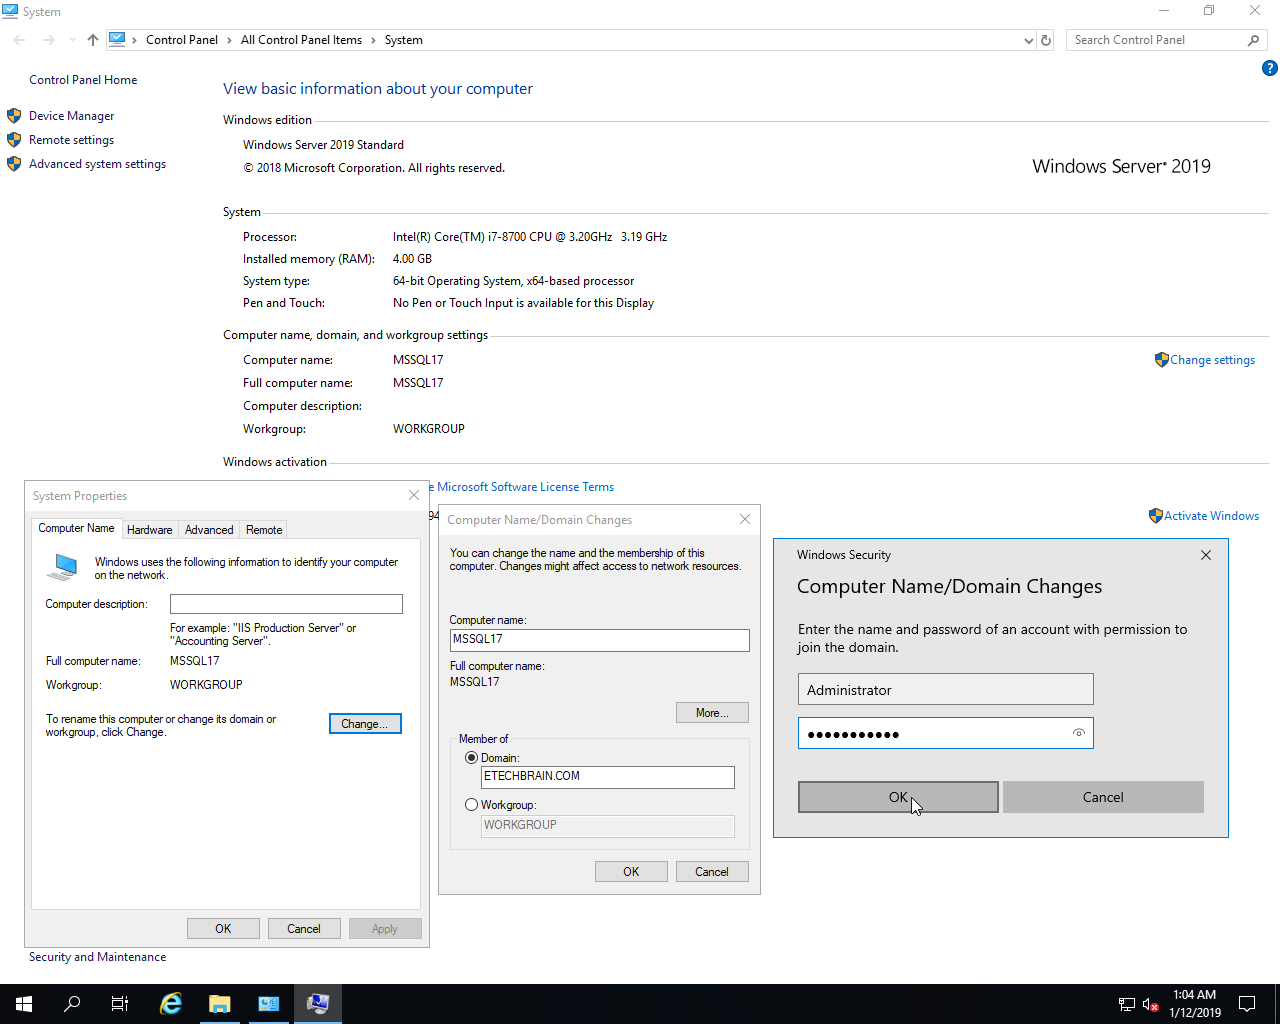 System
Control Panel > All Control Panel Items > System
Search Control Panel
?
Control Panel Home
Device Manager
Remote settings
Advanced system settings
View basic information about your computer
Windows edition
Windows Server 2019 Standard
© 2018 Microsoft Corporation. All rights reserved.
Windows Server® 2019
System
Processor: Intel(R) Core(TM) i7-8700 CPU @ 3.20GHz 3.19 GHz
Installed memory (RAM): 4.00 GB
System type: 64-bit Operating System, x64-based processor
Pen and Touch: No Pen or Touch Input is available for this Display
Computer name, domain, and workgroup settings
Computer name: MSSQL17
Change settings
Full computer name: MSSQL17
Computer description:
Workgroup: WORKGROUP
Windows activation
e Microsoft Software License Terms
Activate Windows
System Properties
Computer Name Hardware Advanced Remote
Windows uses the following information to identify your computer
on the network.
Computer description:
For example: "IIS Production Server" or
"Accounting Server".
Full computer name: MSSQL17
Workgroup: WORKGROUP
To rename this computer or change its domain or
workgroup, click Change.
Change...
OK Cancel Apply
Computer Name/Domain Changes
You can change the name and the membership of this
computer. Changes might affect access to network resources.
Computer name:
MSSQL17
Full computer name:
MSSQL17
More...
Member of
Domain:
ETECHBRAIN.COM
Workgroup:
WORKGROUP
OK Cancel
Windows Security
Computer Name/Domain Changes
Enter the name and password of an account with permission to
join the domain.
Administrator
●●●●●●●●●●●
OK Cancel
Security and Maintenance
1:04 AM
1/12/2019